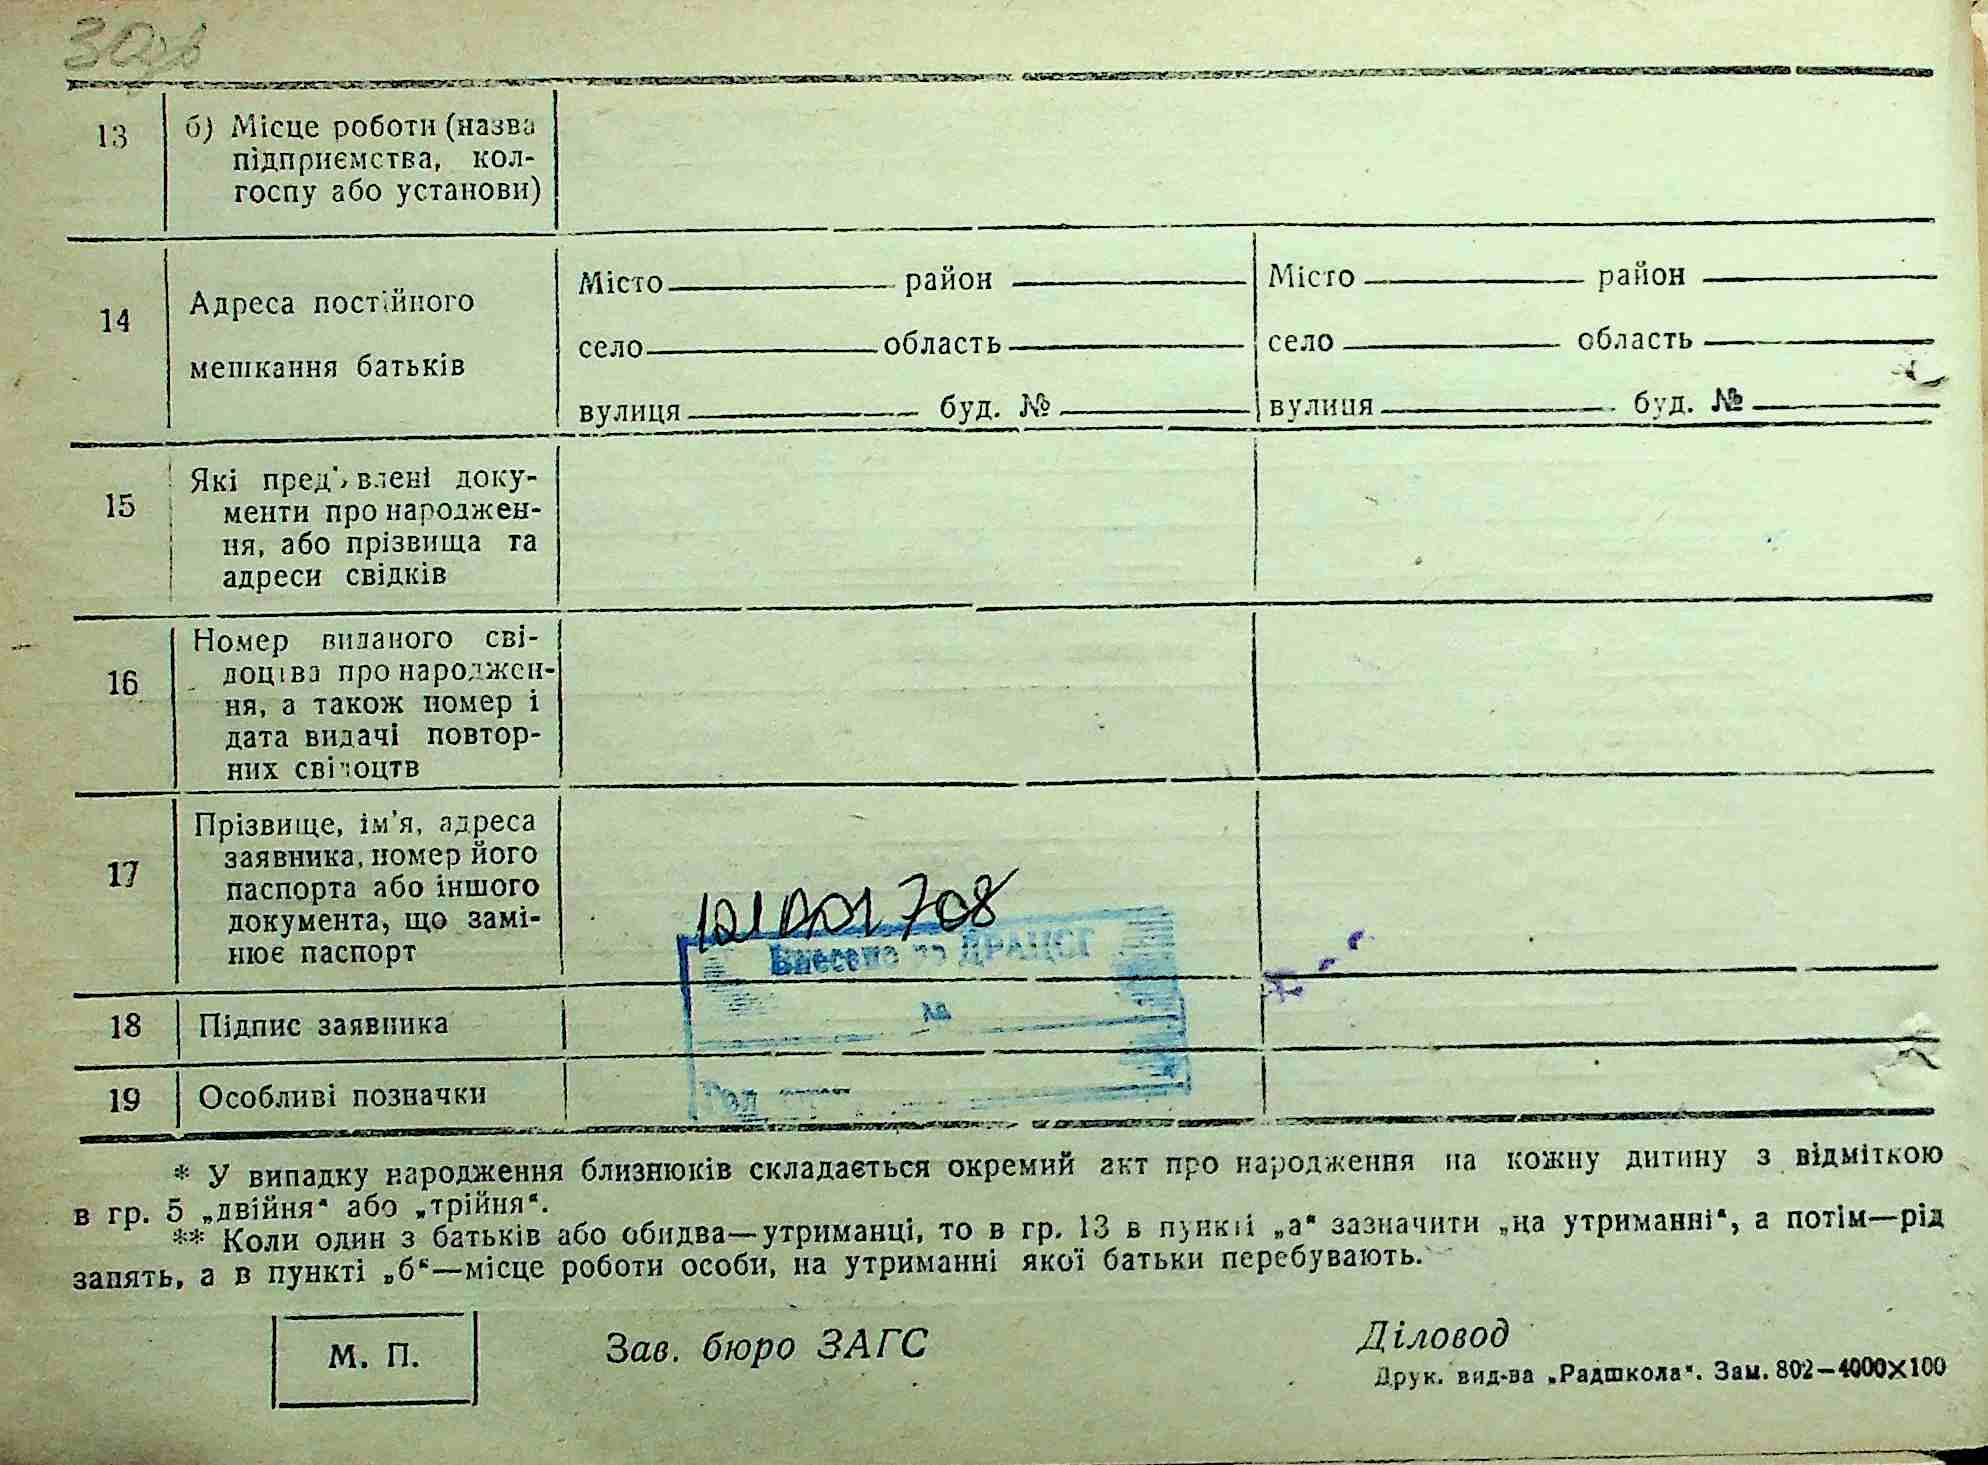 30зв
13 б) Місце роботи (назва
підприємства, кол-
госпу або установи)
14 Адреса постійного
мешкання батьків
Місто район Місто район
село область село область
вулиця буд. № вулиця буд. №
15 Які пред'явлені доку-
менти про народжен-
ня, або прізвища та
адреси свідків
16 Номер виданого сві-
доцтва про народжен-
ня, а також номер і
дата видачі повтор-
них свідоцтв
17 Прізвище, ім'я, адреса
заявника, номер його
паспорта або іншого
документа, що замі-
нює паспорт
708
Внесено до ДРАЦСГ
№
18 Підпис заявника
19 Особливі позначки
* У випадку народження близнюків складається окремий акт про народження на кожну дитину з відміткою
в гр. 5 „двійня“ або „трійня“.
** Коли один з батьків або обидва—утриманці, то в гр. 13 в пункті „а“ зазначити „на утриманні“, а потім—рід
занять, а в пункті „б“—місце роботи особи, на утриманні якої батьки перебувають.
М. П. Зав. бюро ЗАГС Діловод
Друк. вид-ва „Радшкола“. Зам. 802—4000×100